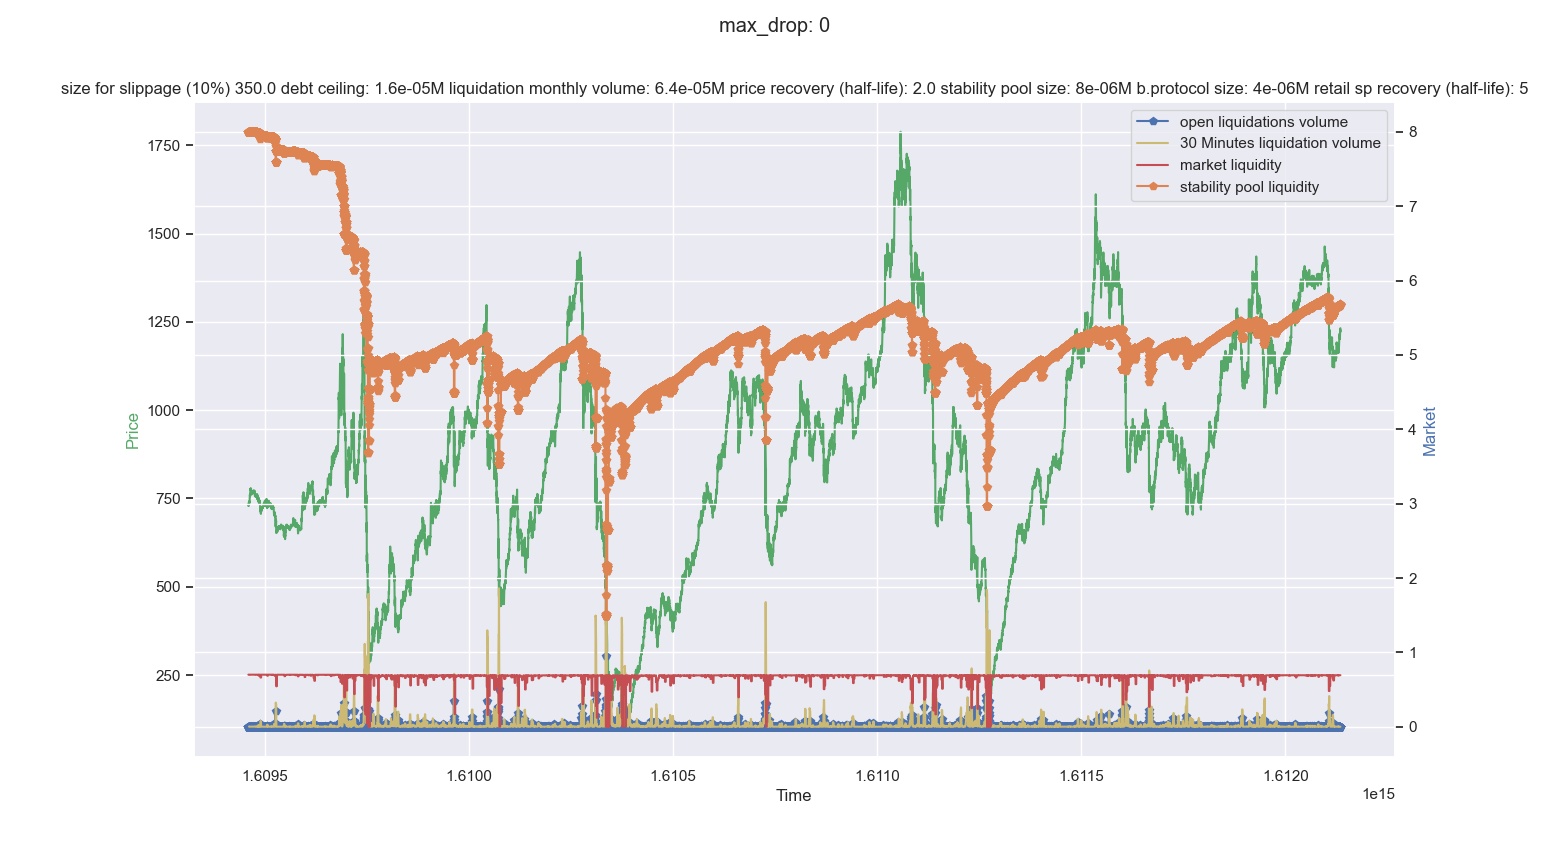 max_drop: 0
size for slippage (10%) 350.0 debt ceiling: 1.6e-05M liquidation monthly volume: 6.4e-05M price recovery (half-life): 2.0 stability pool size: 8e-06M b.protocol size: 4e-06M retail sp recovery (half-life): 5
open liquidations volume
30 Minutes liquidation volume
market liquidity
stability pool liquidity
1750
1500
1250
1000
750
500
250
Price
8
7
6
5
4
3
2
1
0
Market
1.6095
1.6100
1.6105
1.6110
1.6115
1.6120
Time
1e15